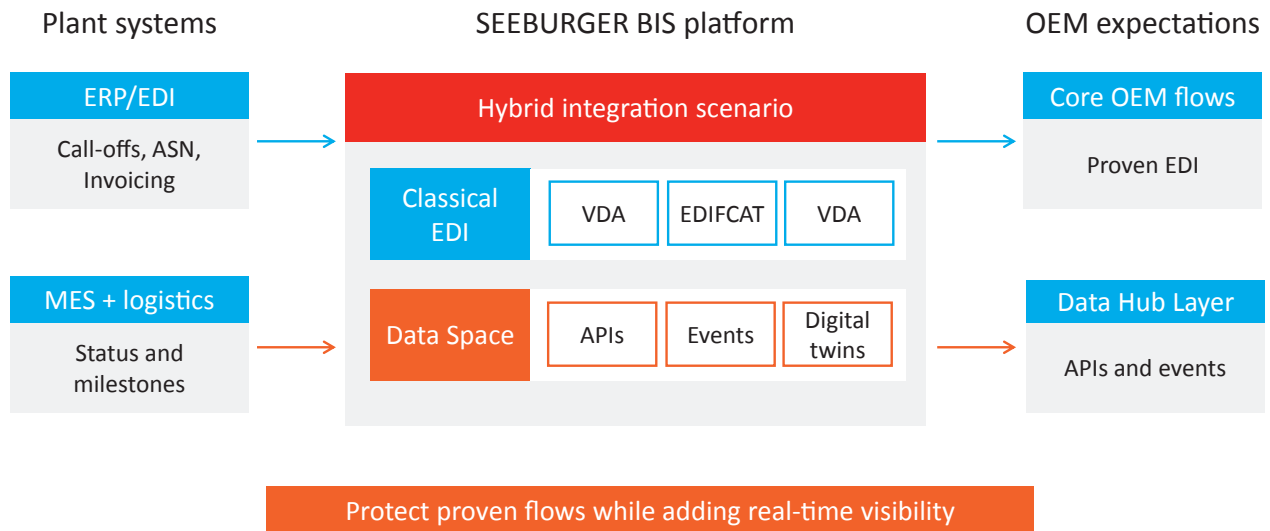 Plant systems
SEEBURGER BIS platform
OEM expectations
ERP/EDI
Call-offs, ASN,
Invoicing
Hybrid integration scenario
Core OEM flows
Proven EDI
Classical
EDI
VDA
EDIFCAT
VDA
MES + logistics
Status and
milestones
Data Space
APIs
Events
Digital
twins
Data Hub Layer
APIs and events
Protect proven flows while adding real-time visibility